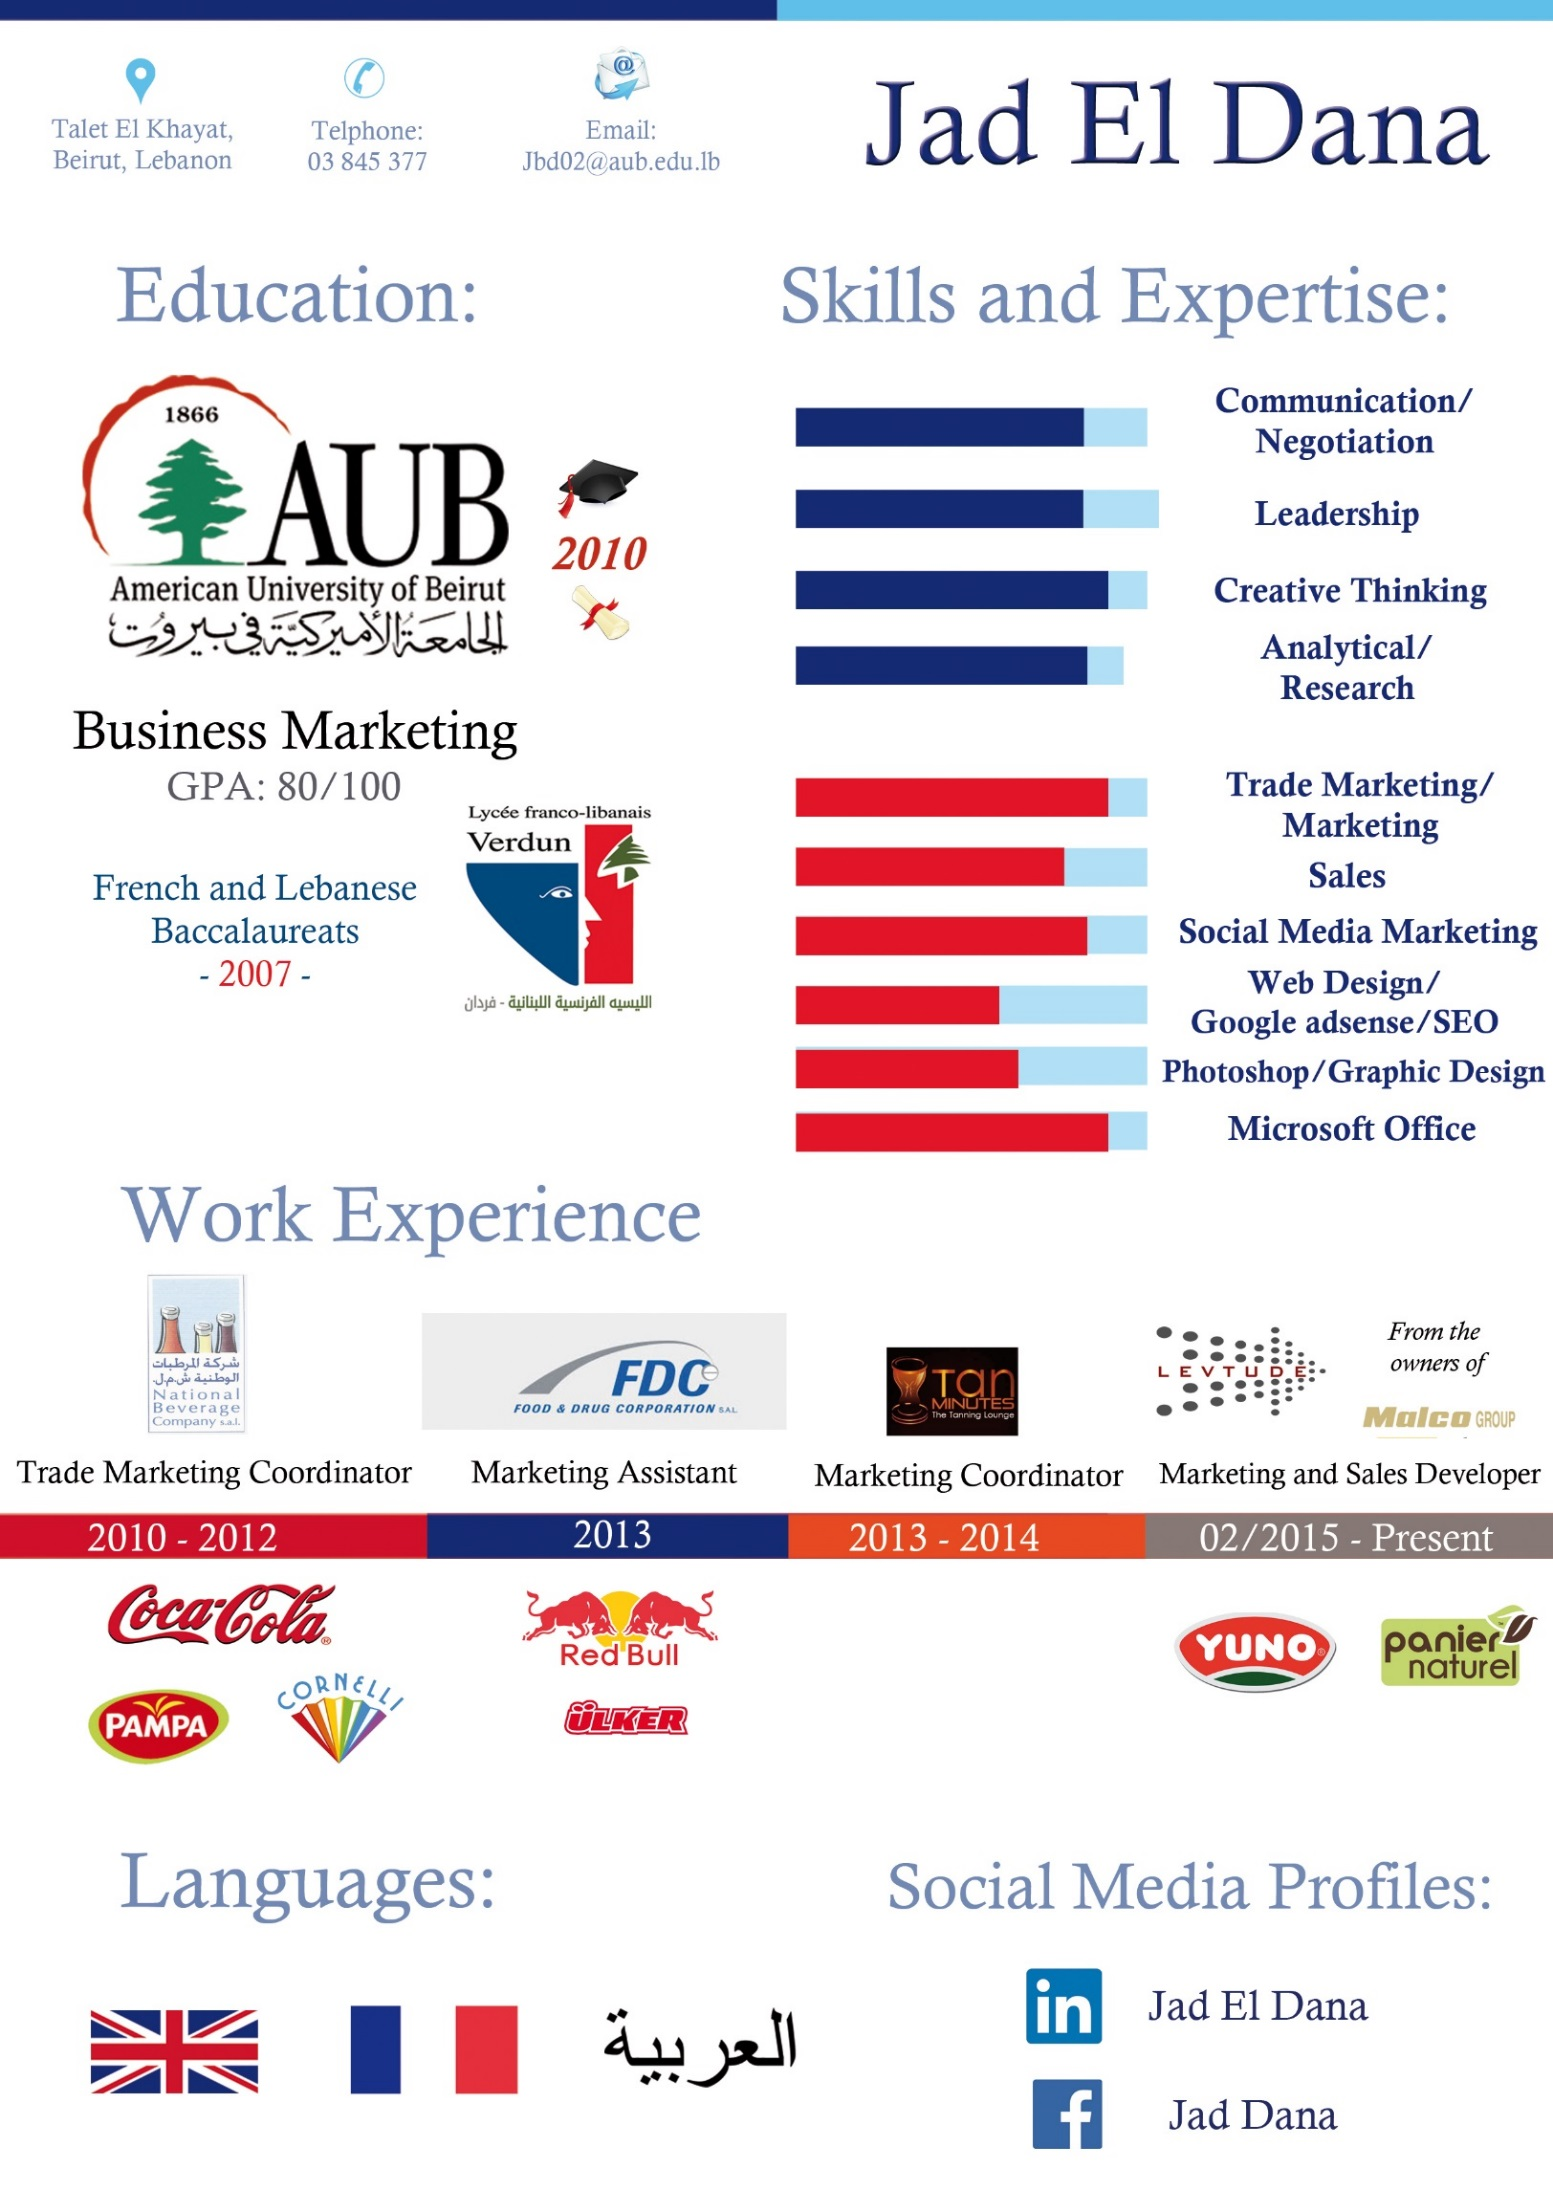 Talet El Khayat,
Beirut, Lebanon
Telphone:
03 845 377
Email:
Jbd02@aub.edu.lb
Jad El Dana
Education:
1866
AUB
American University of Beirut
الجامعة الأميركية في بيروت
2010
Business Marketing
GPA: 80/100
French and Lebanese
Baccalaureats
- 2007 -
Lycée franco-libanais
Verdun
الليسيه الفرنسية اللبنانية - فردان
Skills and Expertise:
Communication/
Negotiation
Leadership
Creative Thinking
Analytical/
Research
Trade Marketing/
Marketing
Sales
Social Media Marketing
Web Design/
Google adsense/SEO
Photoshop/Graphic Design
Microsoft Office
Work Experience
شركة المرطبات
الوطنية ش.م.ل.
National
Beverage
Company s.a.l.
Trade Marketing Coordinator
2010 - 2012
Coca-Cola
PAMPA
CORNELLI
FDC
FOOD & DRUG CORPORATION SAL
Marketing Assistant
2013
Red Bull
ÜLKER
Tan
MINUTES
The Tanning Lounge
Marketing Coordinator
2013 - 2014
LEVTUDE
From the
owners of
Malco GROUP
Marketing and Sales Developer
02/2015 - Present
YUNO
panier
naturel
Languages:
العربية
Social Media Profiles:
in
Jad El Dana
f
Jad Dana